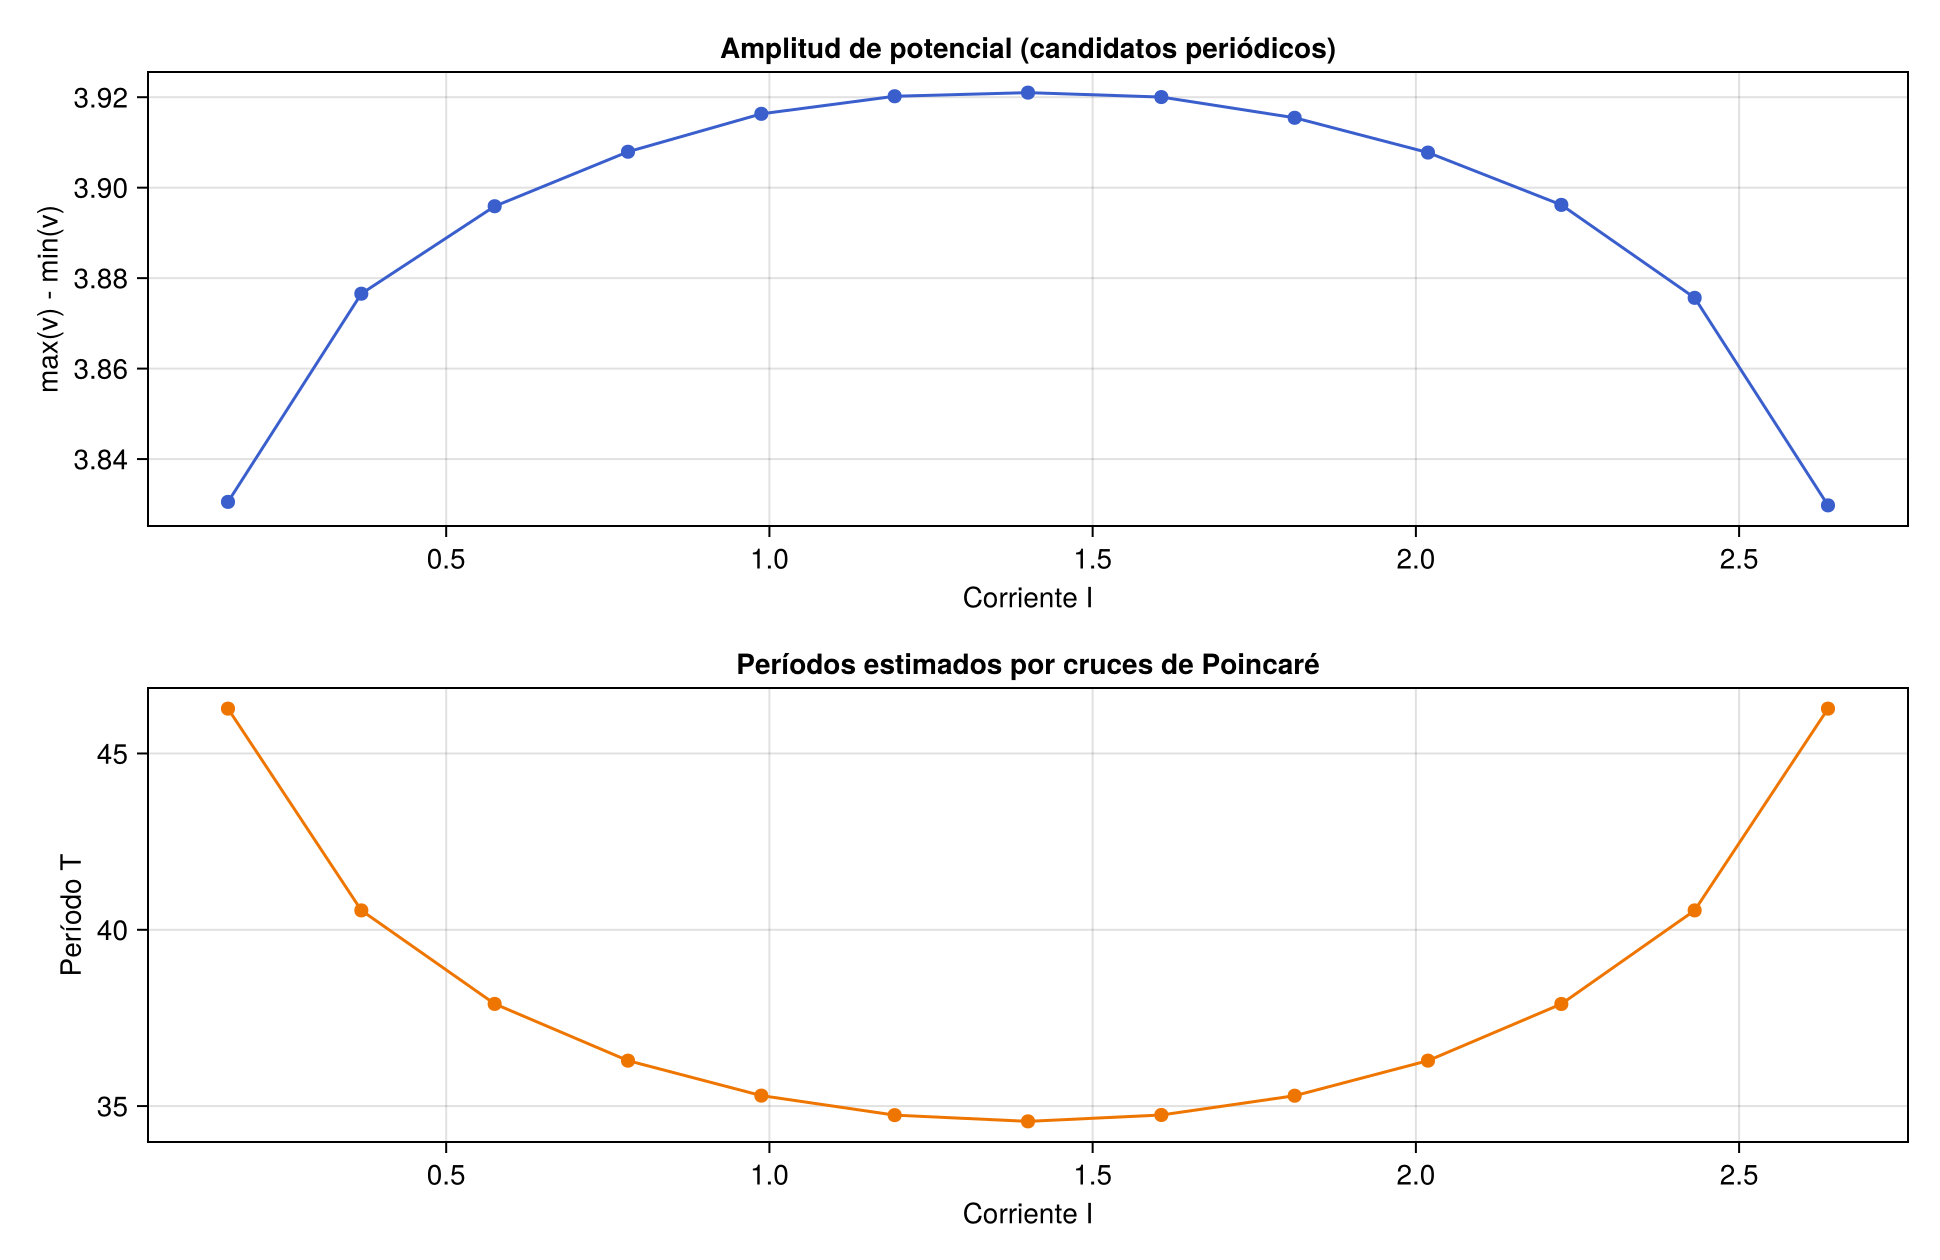 Amplitud de potencial (candidatos periódicos)
3.92
3.90
3.88
3.86
3.84
max(v) - min(v)
0.5 1.0 1.5 2.0 2.5
Corriente I
Períodos estimados por cruces de Poincaré
45
40
35
Período T
0.5 1.0 1.5 2.0 2.5
Corriente I